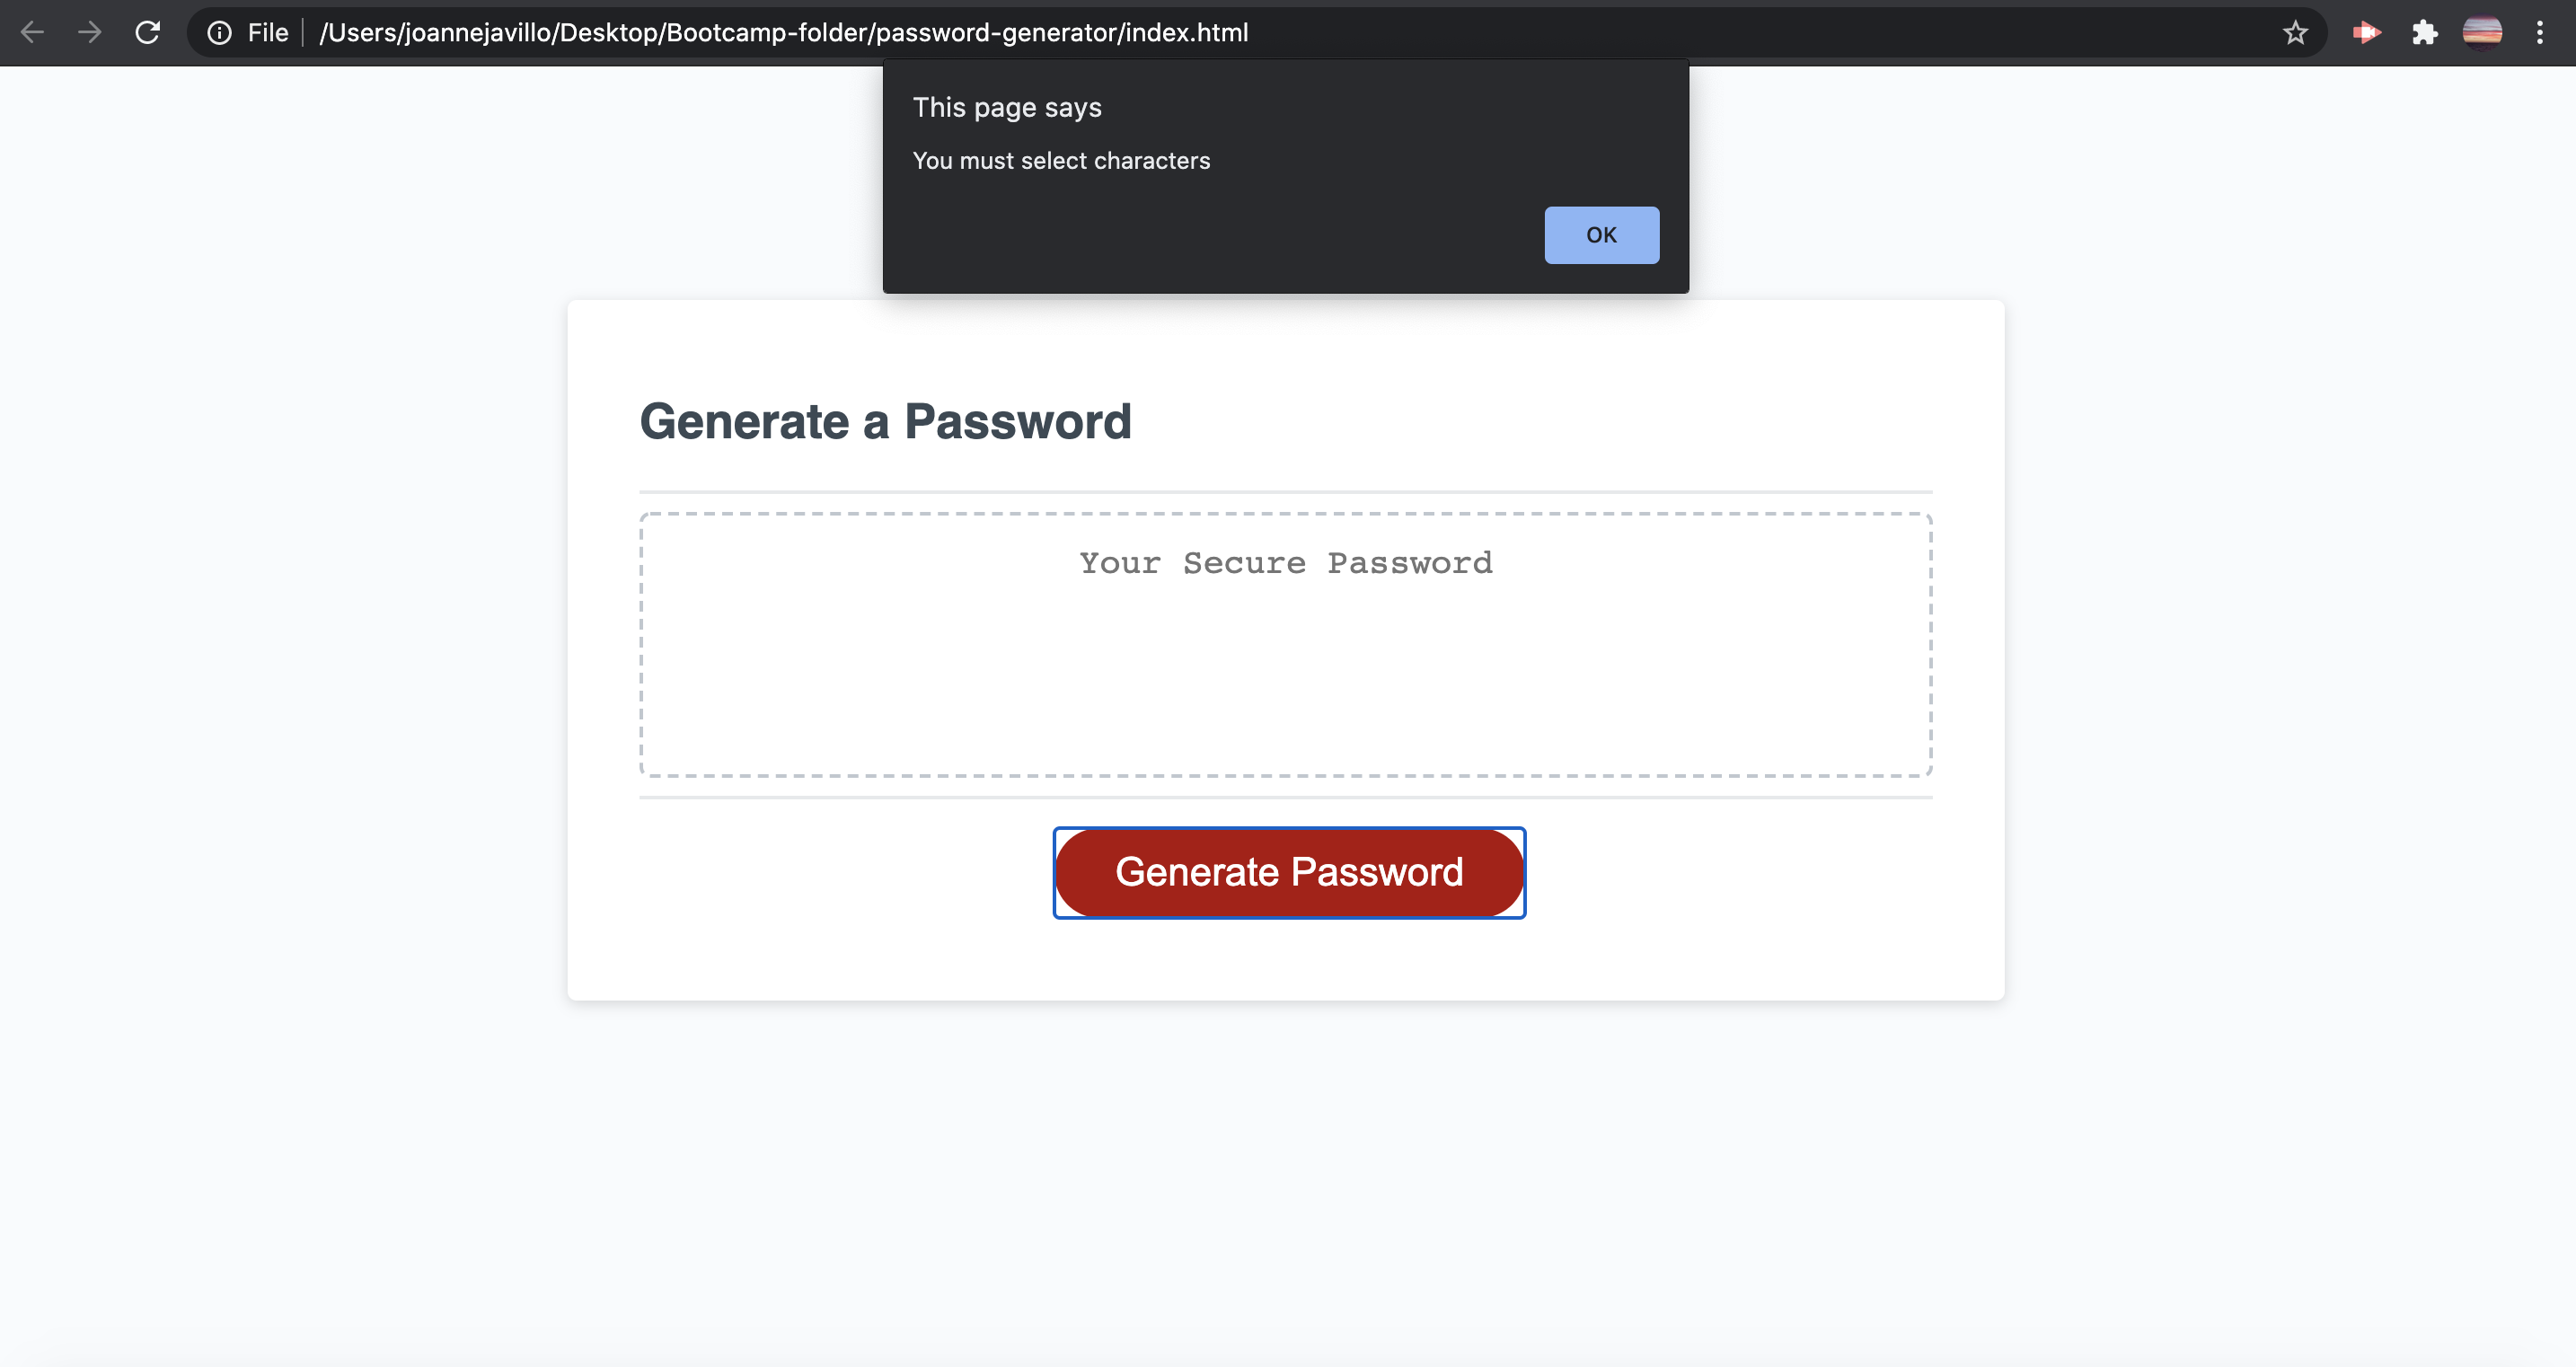 File /Users/joannejavillo/Desktop/Bootcamp-folder/password-generator/index.html
This page says
You must select characters
OK
Generate a Password
Your Secure Password
Generate Password